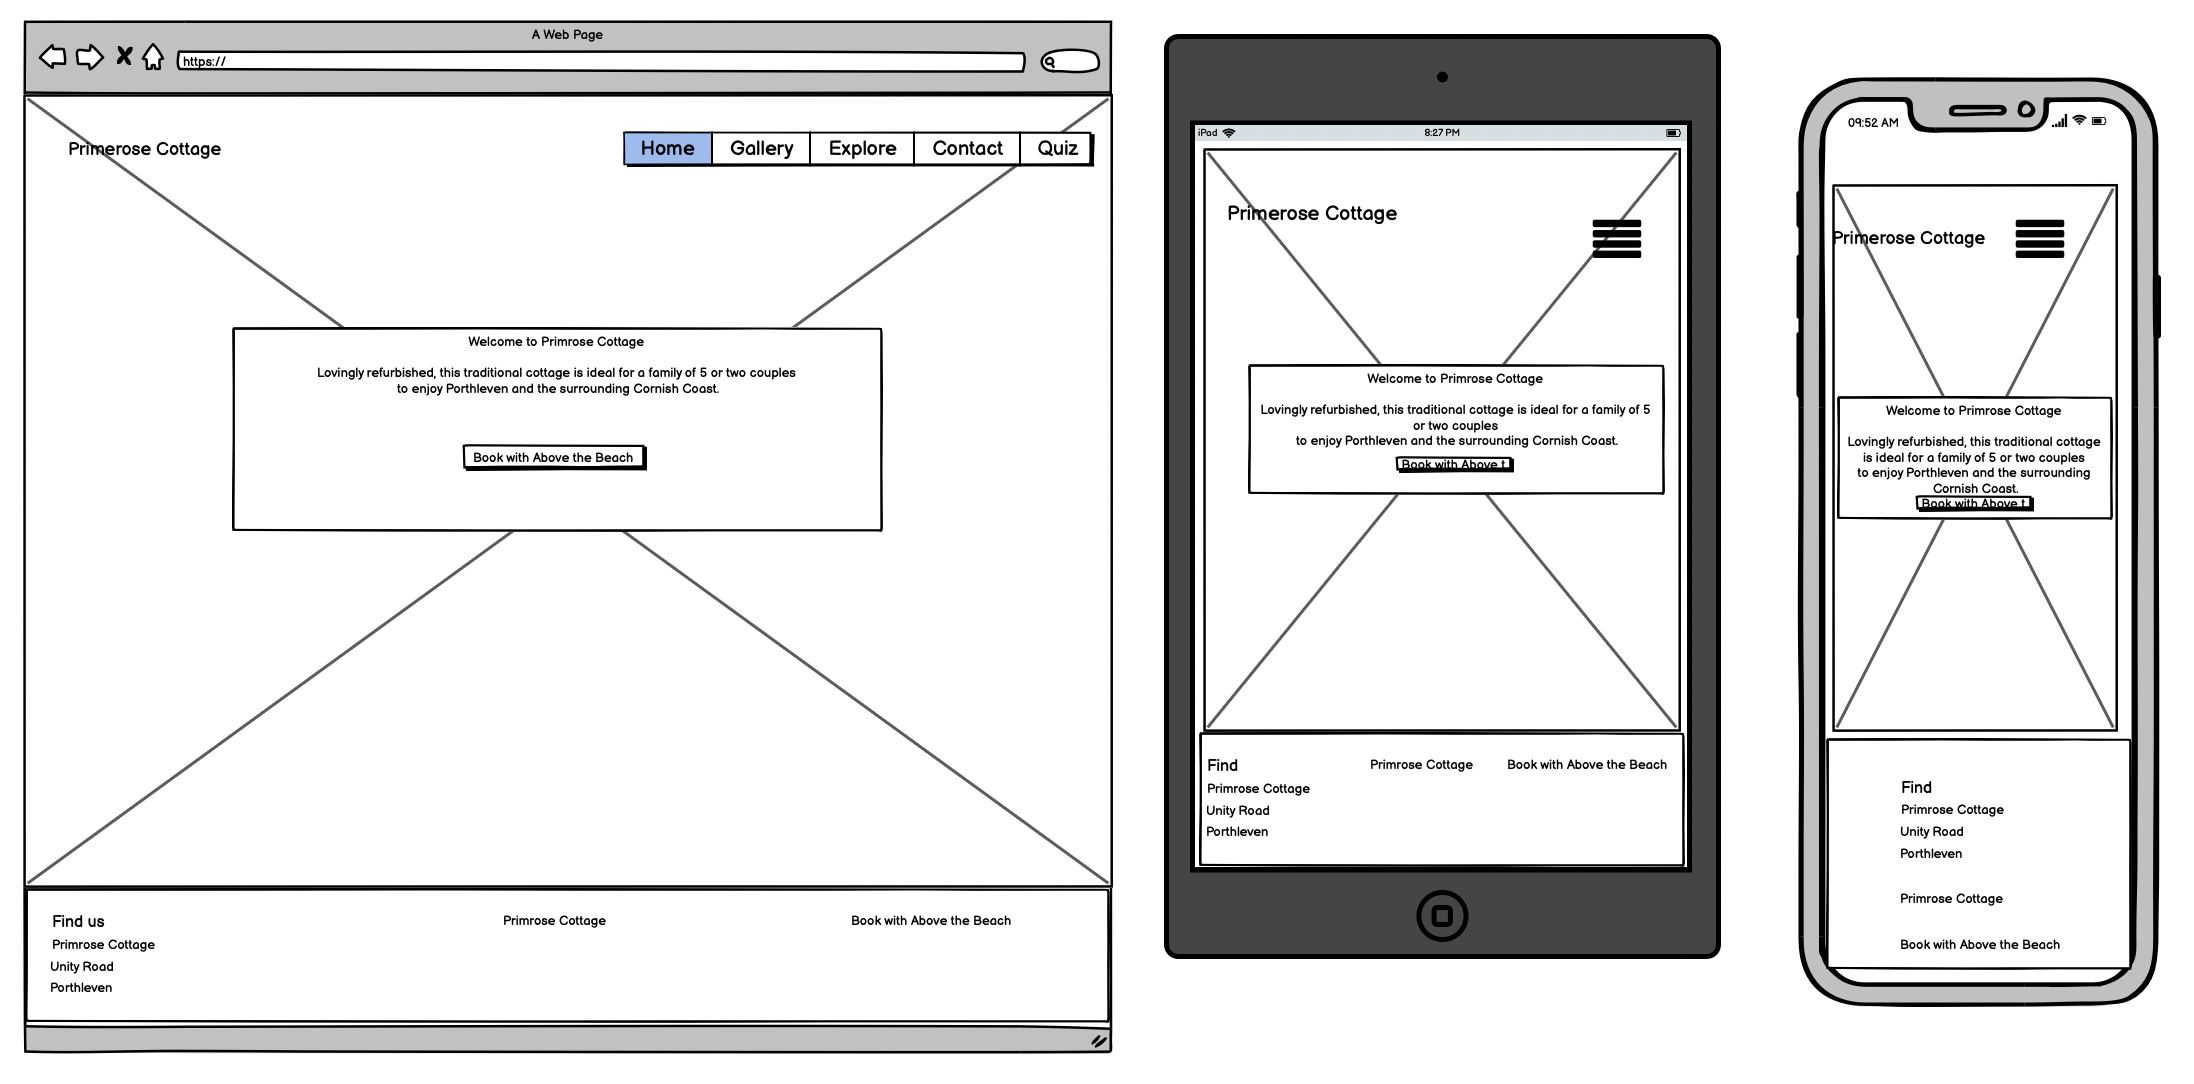 A Web Page
https://
Primerose Cottage
Home Gallery Explore Contact Quiz
Welcome to Primrose Cottage
Lovingly refurbished, this traditional cottage is ideal for a family of 5 or two couples
to enjoy Porthleven and the surrounding Cornish Coast.
Book with Above the Beach
Find us
Primrose Cottage
Unity Road
Porthleven
Primrose Cottage
Book with Above the Beach
iPad 8:27 PM
Primerose Cottage
Welcome to Primrose Cottage
Lovingly refurbished, this traditional cottage is ideal for a family of 5
or two couples
to enjoy Porthleven and the surrounding Cornish Coast.
Book with Above t
Find
Primrose Cottage
Unity Road
Porthleven
Primrose Cottage
Book with Above the Beach
09:52 AM
Primerose Cottage
Welcome to Primrose Cottage
Lovingly refurbished, this traditional cottage
is ideal for a family of 5 or two couples
to enjoy Porthleven and the surrounding
Cornish Coast.
Book with Above t
Find
Primrose Cottage
Unity Road
Porthleven
Primrose Cottage
Book with Above the Beach